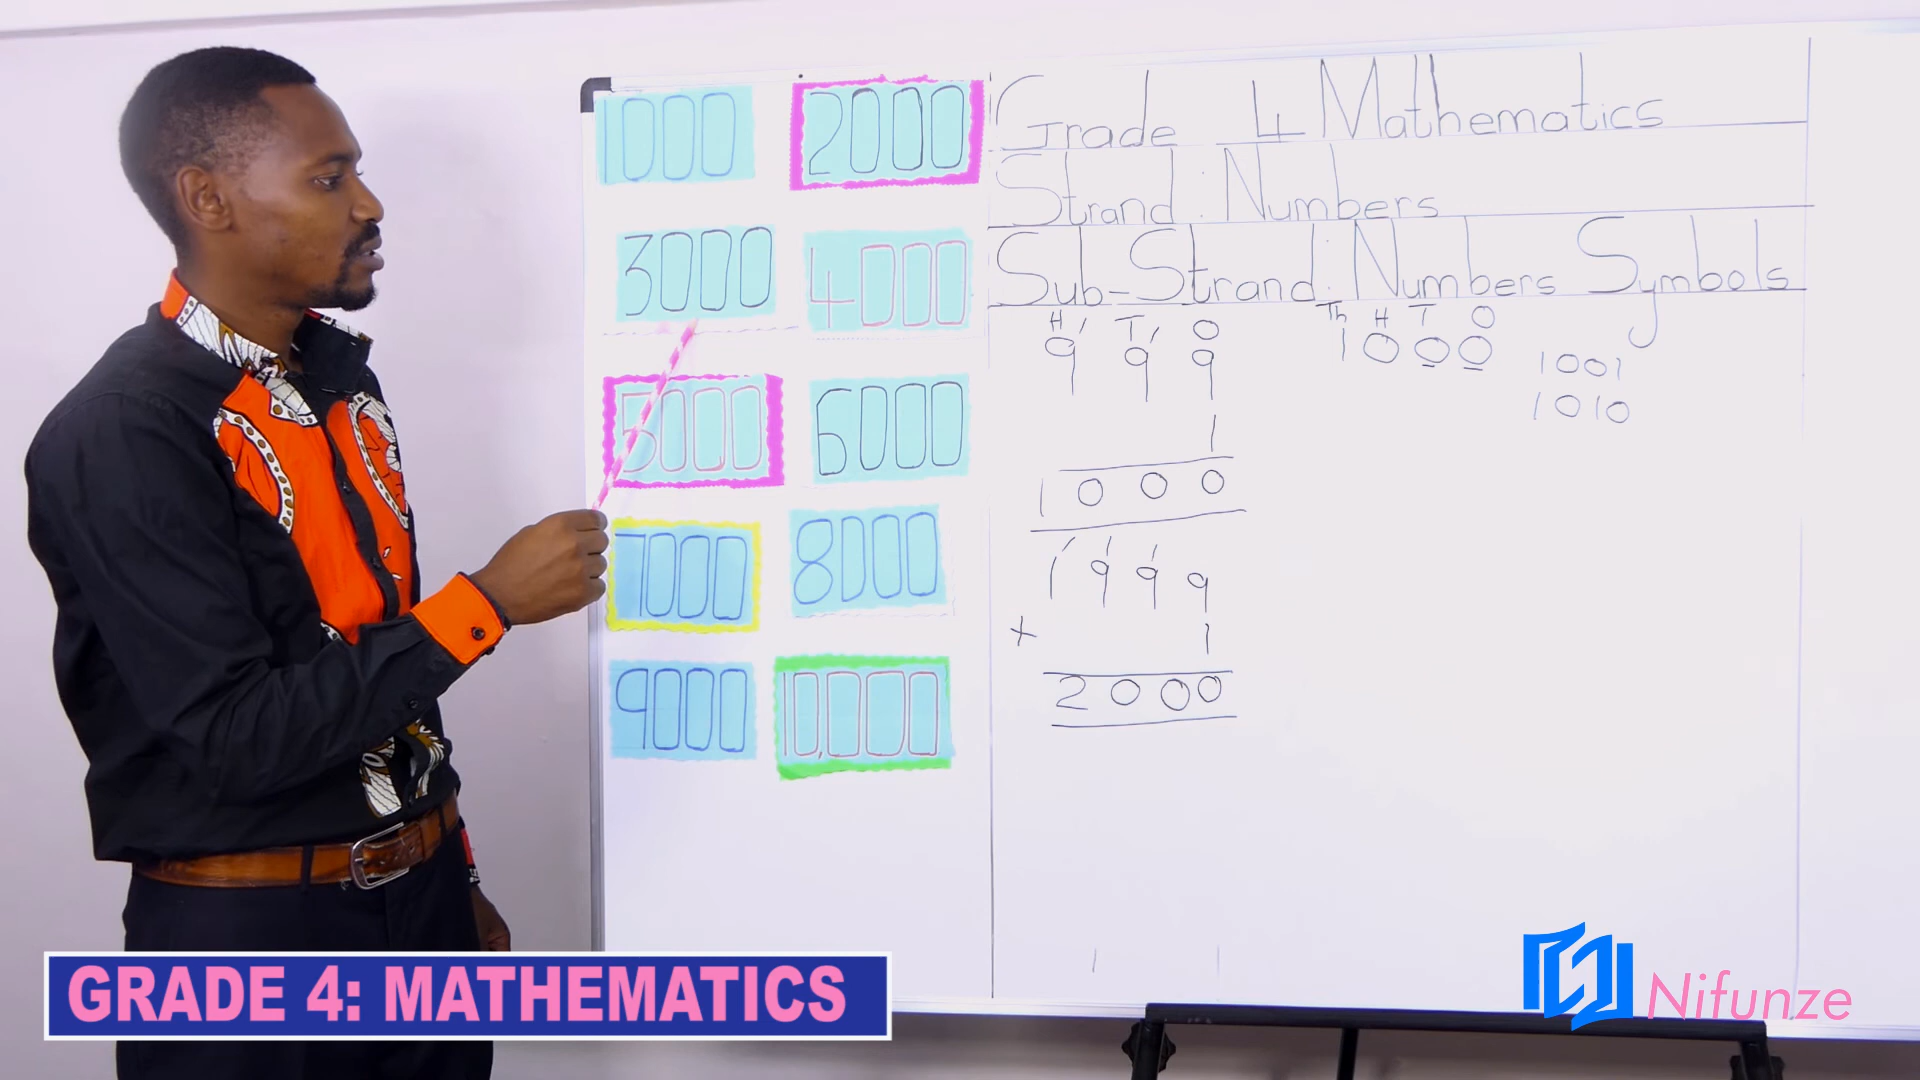 1000 2000
3000 4000
5000 6000
7000 8000
9000 10,000
Grade 4 Mathematics
Strand: Numbers
Sub-Strand: Numbers Symbols
H T O
9 9 9
1
1 0 0 0
1 9 9 9
+ 1
2 0 0 0
Th H T O
1 0 0 0
1001
1010
GRADE 4: MATHEMATICS
Nifunze